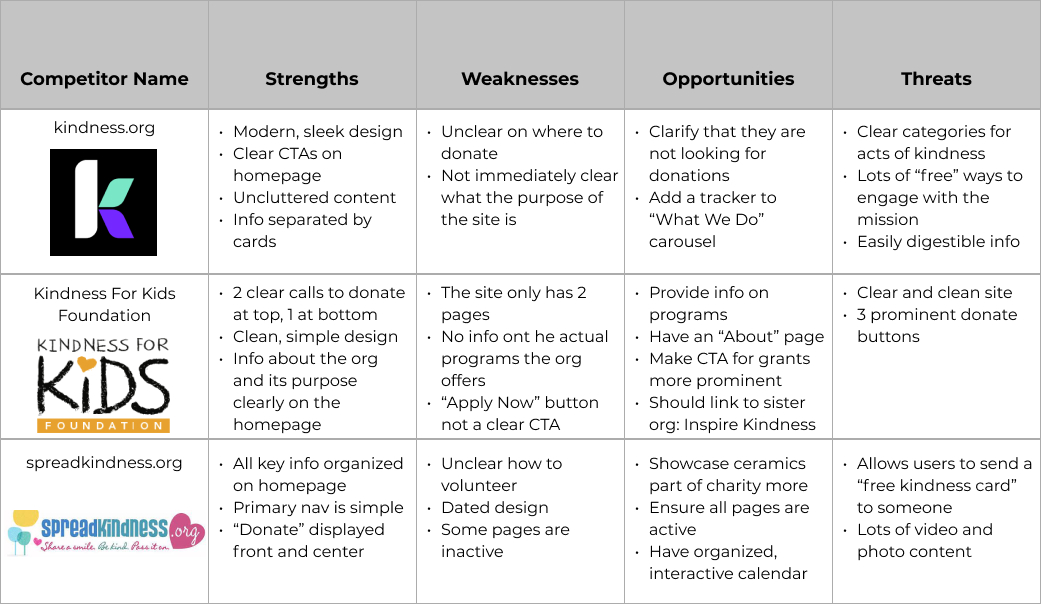 Competitor Name
Strengths
Weaknesses
Opportunities
Threats
kindness.org
k
• Modern, sleek design
• Clear CTAs on
homepage
• Uncluttered content
• Info separated by
cards
• Unclear on where to
donate
• Not immediately clear
what the purpose of
the site is
• Clarify that they are
not looking for
donations
• Add a tracker to
“What We Do”
carousel
• Clear categories for
acts of kindness
• Lots of “free” ways to
engage with the
mission
• Easily digestible info
Kindness For Kids
Foundation
KINDNESS FOR
KiDS
FOUNDATION
• 2 clear calls to donate
at top, 1 at bottom
• Clean, simple design
• Info about the org
and its purpose
clearly on the
homepage
• The site only has 2
pages
• No info ont he actual
programs the org
offers
• “Apply Now” button
not a clear CTA
• Provide info on
programs
• Have an “About” page
• Make CTA for grants
more prominent
• Should link to sister
org: Inspire Kindness
• Clear and clean site
• 3 prominent donate
buttons
spreadkindness.org
spreadkindness.org
Share a smile. Be kind. Pass it on.
• All key info organized
on homepage
• Primary nav is simple
• “Donate” displayed
front and center
• Unclear how to
volunteer
• Dated design
• Some pages are
inactive
• Showcase ceramics
part of charity more
• Ensure all pages are
active
• Have organized,
interactive calendar
• Allows users to send a
“free kindness card”
to someone
• Lots of video and
photo content